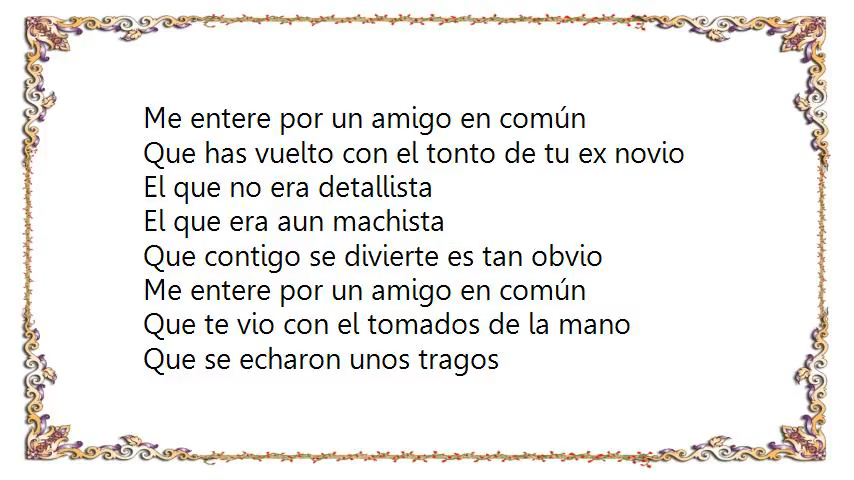 Me entere por un amigo en común
Que has vuelto con el tonto de tu ex novio
El que no era detallista
El que era aun machista
Que contigo se divierte es tan obvio
Me entere por un amigo en común
Que te vio con el tomados de la mano
Que se echaron unos tragos